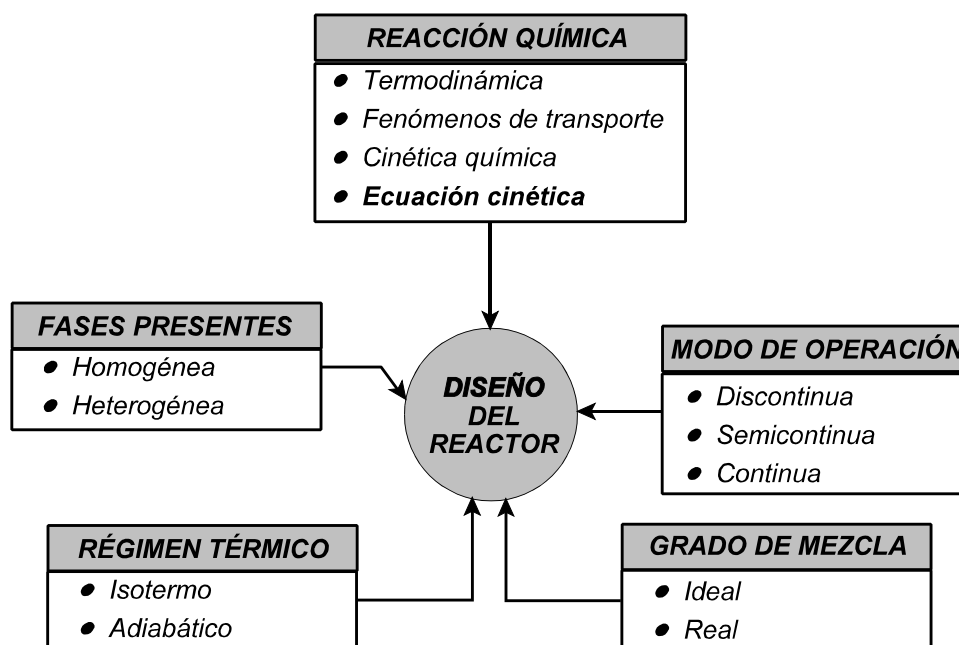 REACCIÓN QUÍMICA
● Termodinámica
● Fenómenos de transporte
● Cinética química
● Ecuación cinética
FASES PRESENTES
● Homogénea
● Heterogénea
DISEÑO
DEL
REACTOR
MODO DE OPERACIÓN
● Discontinua
● Semicontinua
● Continua
RÉGIMEN TÉRMICO
● Isotermo
● Adiabático
GRADO DE MEZCLA
● Ideal
● Real